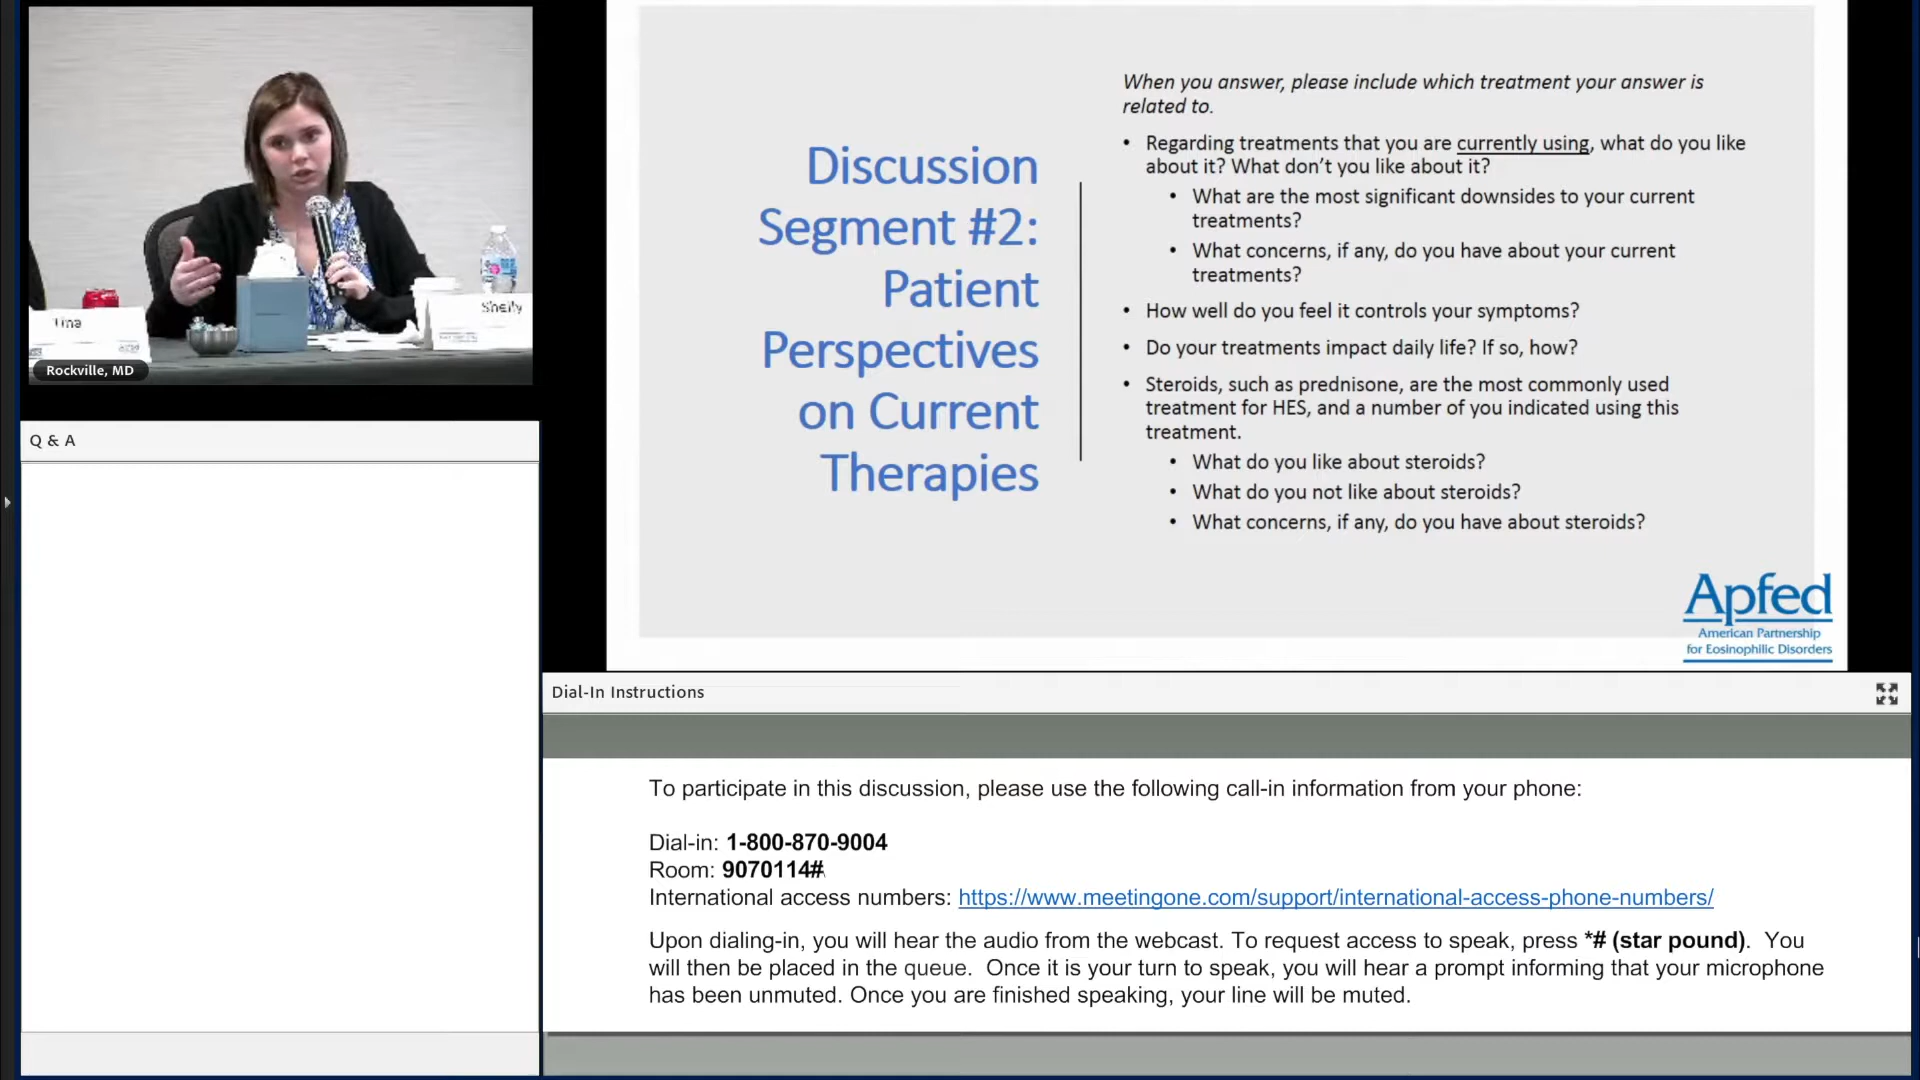 Tina
Shelly
Rockville, MD
Q & A
Discussion
Segment #2:
Patient
Perspectives
on Current
Therapies
When you answer, please include which treatment your answer is
related to.
• Regarding treatments that you are currently using, what do you like
about it? What don't you like about it?
• What are the most significant downsides to your current
treatments?
• What concerns, if any, do you have about your current
treatments?
• How well do you feel it controls your symptoms?
• Do your treatments impact daily life? If so, how?
• Steroids, such as prednisone, are the most commonly used
treatment for HES, and a number of you indicated using this
treatment.
• What do you like about steroids?
• What do you not like about steroids?
• What concerns, if any, do you have about steroids?
Apfed
American Partnership
for Eosinophilic Disorders
Dial-In Instructions
To participate in this discussion, please use the following call-in information from your phone:
Dial-in: 1-800-870-9004
Room: 9070114#
International access numbers: https://www.meetingone.com/support/international-access-phone-numbers/
Upon dialing-in, you will hear the audio from the webcast. To request access to speak, press *# (star pound). You
will then be placed in the queue. Once it is your turn to speak, you will hear a prompt informing that your microphone
has been unmuted. Once you are finished speaking, your line will be muted.